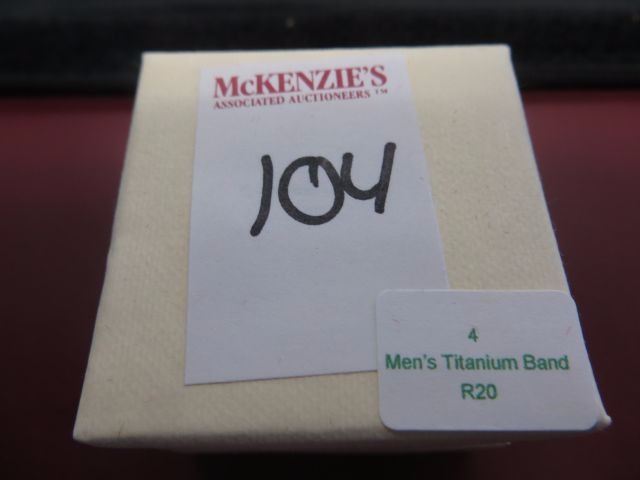 McKENZIE'S
ASSOCIATED AUCTIONEERS ™
104
4
Men's Titanium Band
R20